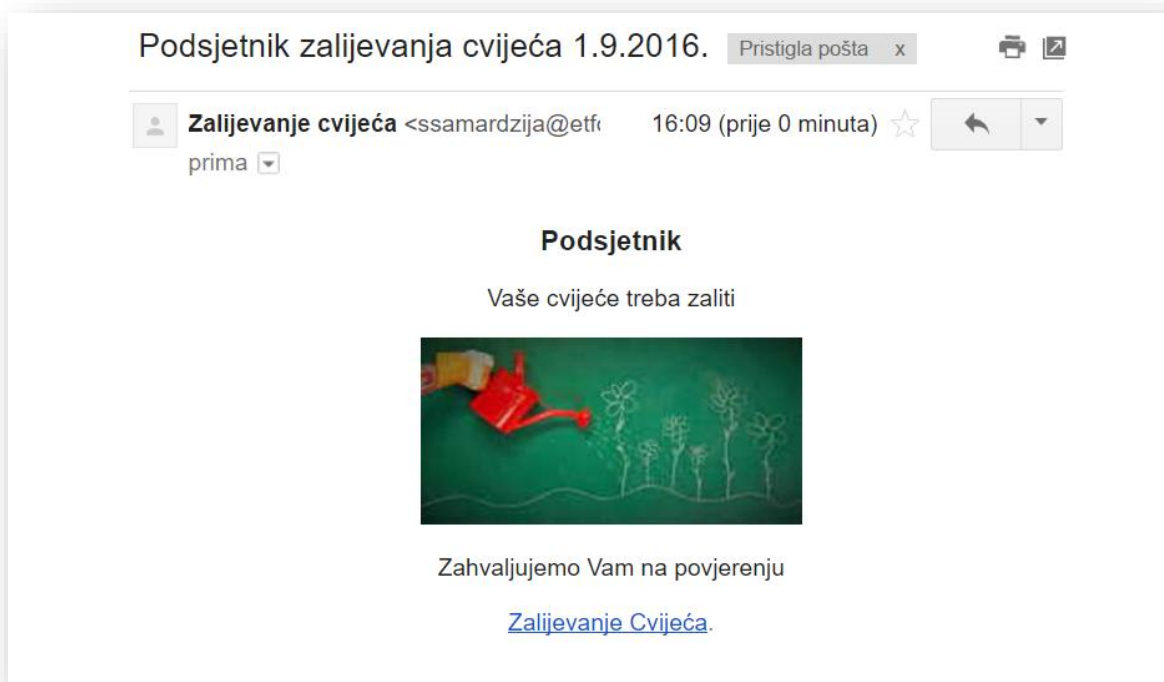 Podsjetnik zalijevanja cvijeća 1.9.2016. Pristigla pošta x
Zalijevanje cvijeća <ssamardzija@etf 16:09 (prije 0 minuta)
prima
Podsjetnik
Vaše cvijeće treba zaliti
Zahvaljujemo Vam na povjerenju
Zalijevanje Cvijeća.